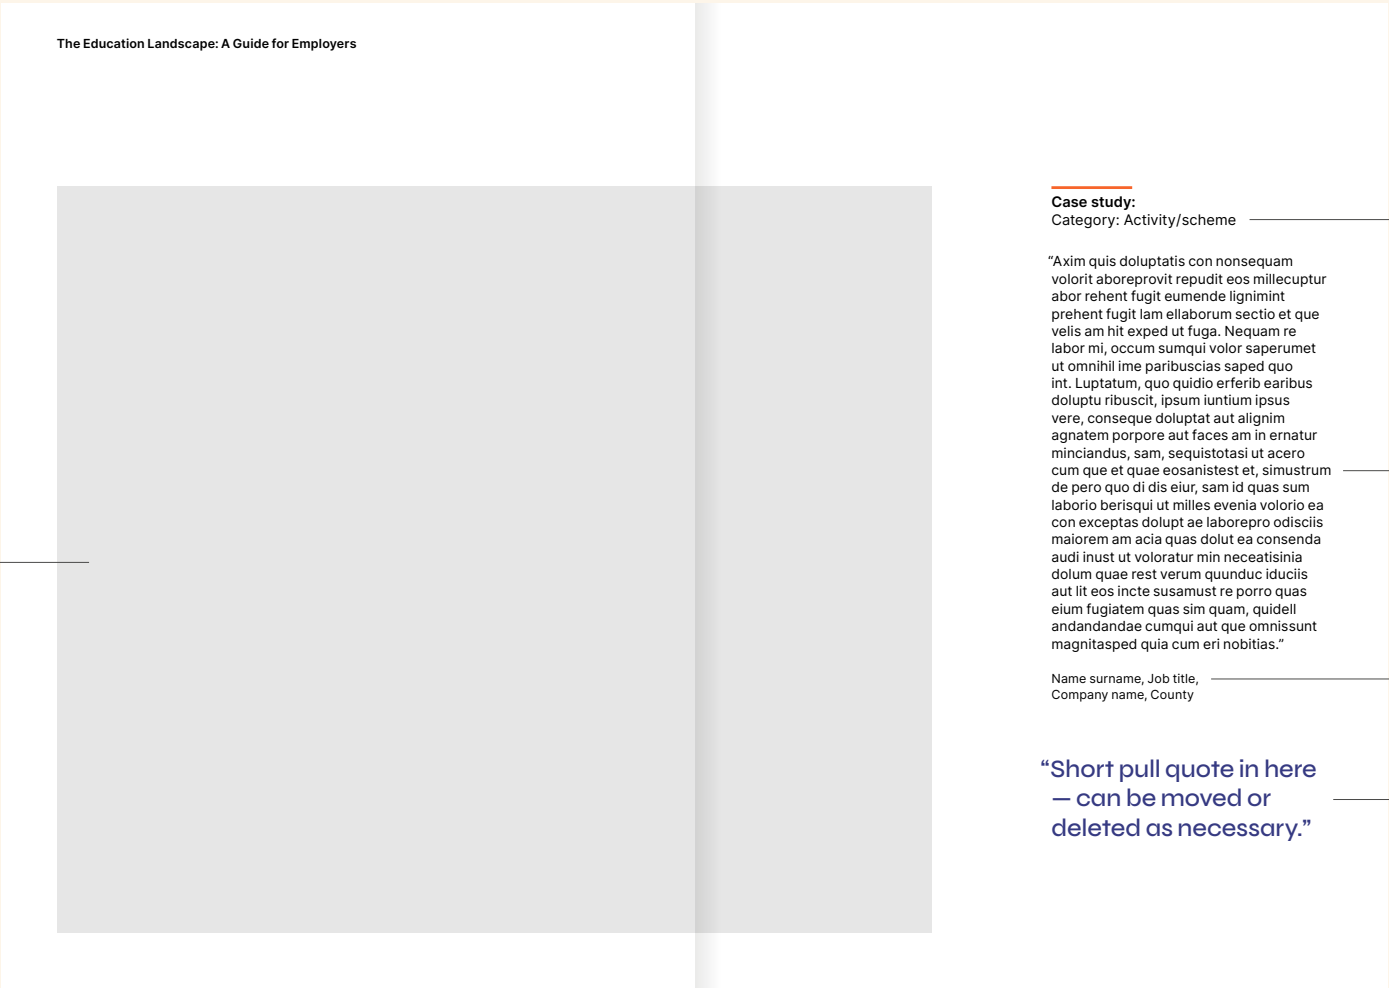 The Education Landscape: A Guide for Employers
Case study:
Category: Activity/scheme
“Axim quis doluptatis con nonsequam
volorit aboreprovit repudit eos millecuptur
abor rehent fugit eumende lignimint
prehent fugit lam ellaborum sectio et que
velis am hit exped ut fuga. Nequam re
labor mi, occum sumqui volor saperumet
ut omnihil ime paribuscias saped quo
int. Luptatum, quo quidio erferib earibus
doluptu ribuscit, ipsum iuntium ipsus
vere, conseque doluptat aut alignim
agnatem porpore aut faces am in ernatur
minciandus, sam, sequistotasi ut acero
cum que et quae eosanistest et, simustrum
de pero quo di dis eiur, sam id quas sum
laborio berisqui ut milles evenia volorio ea
con exceptas dolupt ae laborepro odisciis
maiorem am acia quas dolut ea consenda
audi inust ut voloratur min neceatisinia
dolum quae rest verum quunduc iduciis
aut lit eos incte susamust re porro quas
eium fugiatem quas sim quam, quidell
andandandae cumqui aut que omnissunt
magnitasped quia cum eri nobitias.”
Name surname, Job title,
Company name, County
“Short pull quote in here
— can be moved or
deleted as necessary.”